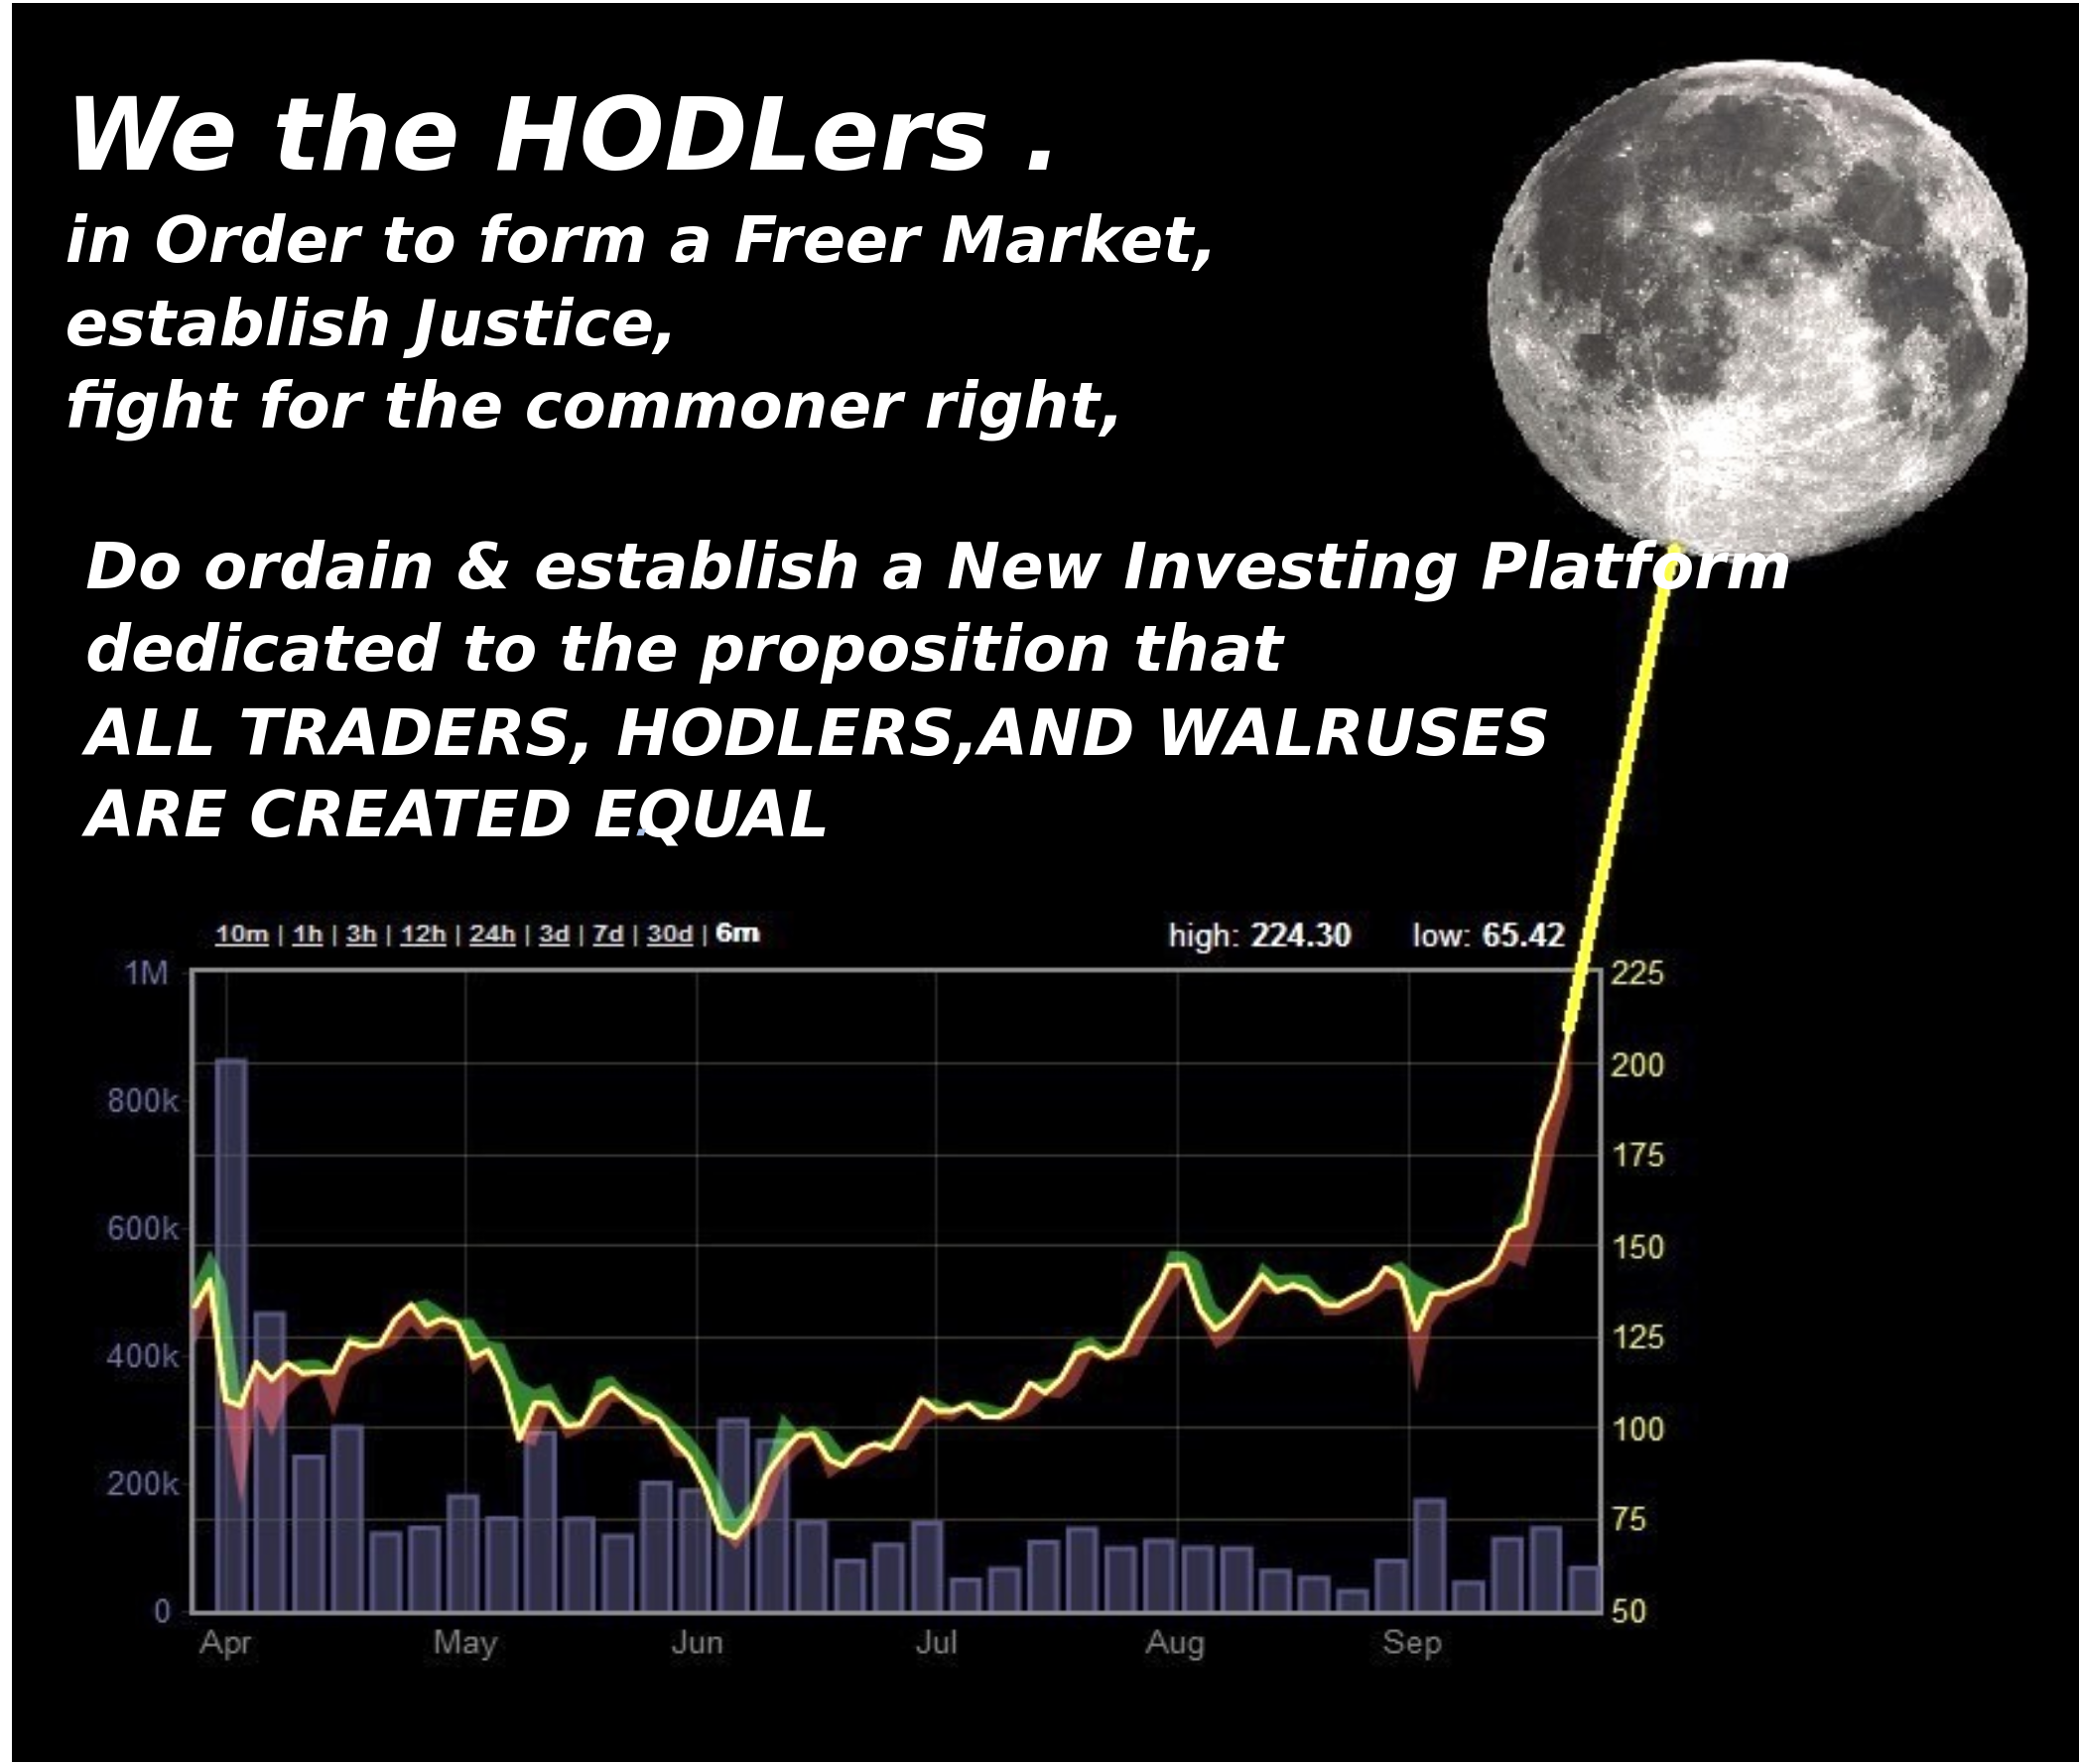 We the HODLers .
in Order to form a Freer Market,
establish Justice,
fight for the commoner right,
Do ordain & establish a New Investing Platform
dedicated to the proposition that
ALL TRADERS, HODLERS,AND WALRUSES
ARE CREATED EQUAL
10m | 1h | 3h | 12h | 24h | 3d | 7d | 30d | 6m high: 224.30 low: 65.42
1M 225
200
800k
175
600k
150
125
400k
100
200k
75
0 50
Apr May Jun Jul Aug Sep